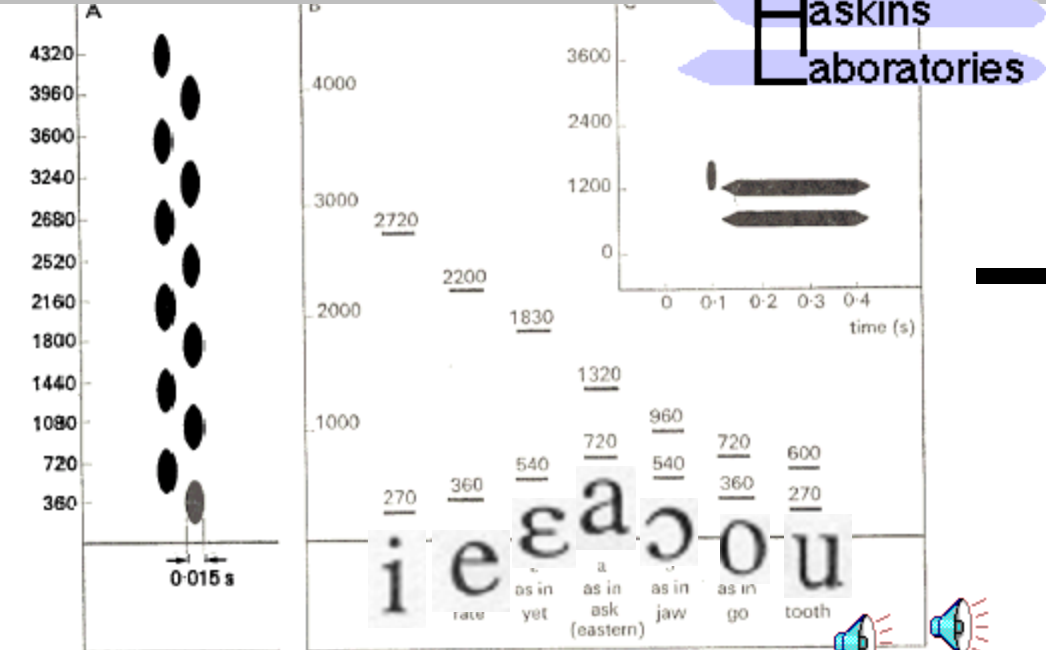 A
B
C
Haskins
Laboratories
4320
3960
3600
3240
2680
2520
2160
1800
1440
1080
720
360
0·015 s
4000
3000
2000
1000
2720
270
2200
360
1830
540
1320
720
960
540
720
360
600
270
i
e
ɛ
a
ɔ
o
u
rate
as in
yet
a
as in
ask
(eastern)
as in
jaw
as in
go
tooth
3600
2400
1200
0
0 0·1 0·2 0·3 0·4
time (s)